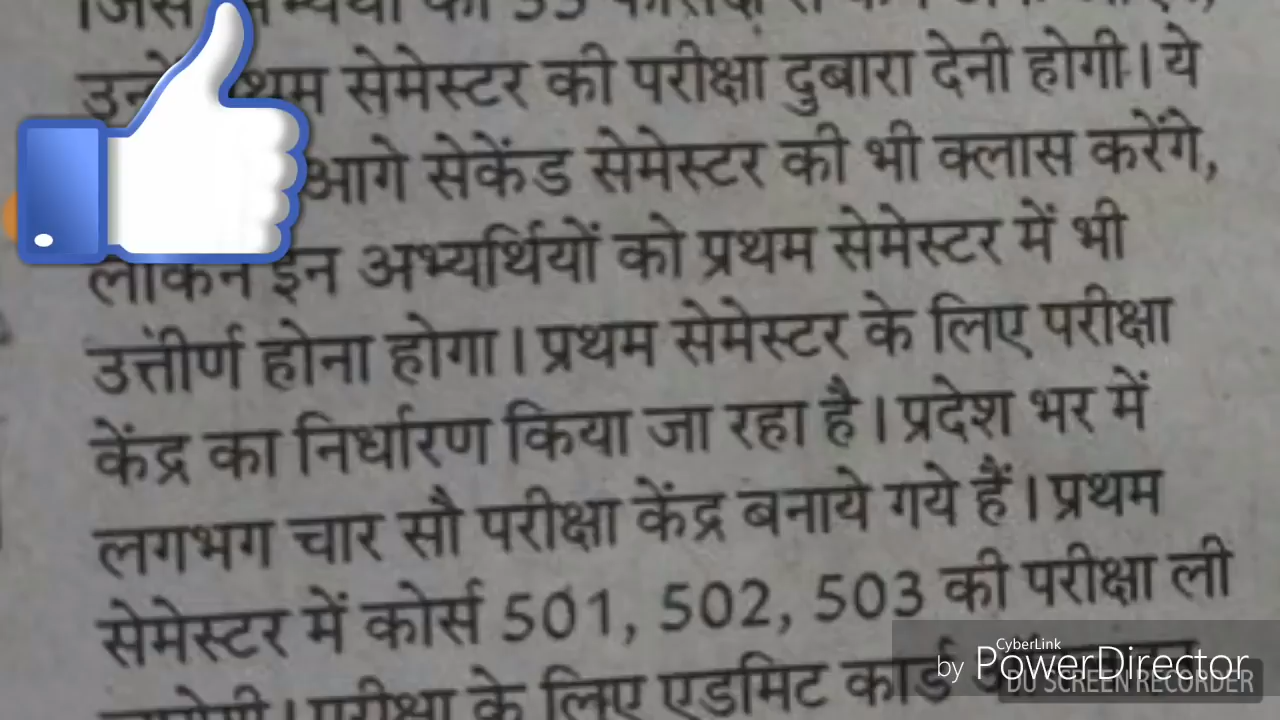 उन्हें प्रथम सेमेस्टर की परीक्षा दुबारा देनी होगी। ये
आगे सेकेंड सेमेस्टर की भी क्लास करेंगे,
लेकिन इन अभ्यर्थियों को प्रथम सेमेस्टर में भी
उत्तीर्ण होना होगा। प्रथम सेमेस्टर के लिए परीक्षा
केंद्र का निर्धारण किया जा रहा है। प्रदेश भर में
लगभग चार सौ परीक्षा केंद्र बनाये गये हैं। प्रथम
सेमेस्टर में कोर्स 501, 502, 503 की परीक्षा ली
परीक्षा के लिए एडमिट कार्ड
CyberLink
by PowerDirector
DU SCREEN RECORDER